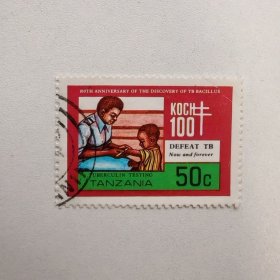 100TH ANNIVERSARY OF THE DISCOVERY OF TB BACILLUS
KOCH
100
DEFEAT TB
Now and forever
TUBERCULIN TESTING
TANZANIA
50c